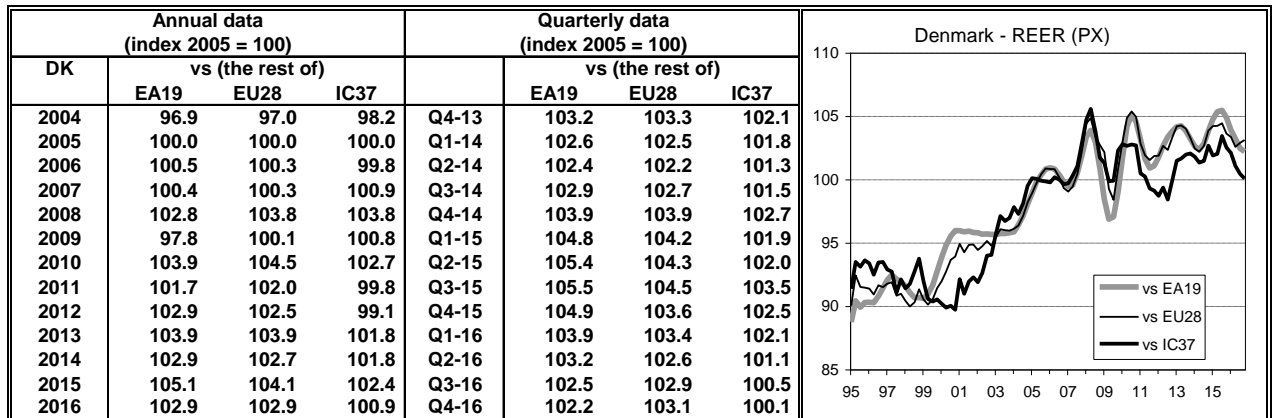 Annual data Quarterly data
(index 2005 = 100) (index 2005 = 100)
DK vs (the rest of) vs (the rest of)
EA19 EU28 IC37 EA19 EU28 IC37
2004 96.9 97.0 98.2 Q4-13 103.2 103.3 102.1
2005 100.0 100.0 100.0 Q1-14 102.6 102.5 101.8
2006 100.5 100.3 99.8 Q2-14 102.4 102.2 101.3
2007 100.4 100.3 100.9 Q3-14 102.9 102.7 101.5
2008 102.8 103.8 103.8 Q4-14 103.9 103.9 102.7
2009 97.8 100.1 100.8 Q1-15 104.8 104.2 101.9
2010 103.9 104.5 102.7 Q2-15 105.4 104.3 102.0
2011 101.7 102.0 99.8 Q3-15 105.5 104.5 103.5
2012 102.9 102.5 99.1 Q4-15 104.9 103.6 102.5
2013 103.9 103.9 101.8 Q1-16 103.9 103.4 102.1
2014 102.9 102.7 101.8 Q2-16 103.2 102.6 101.1
2015 105.1 104.1 102.4 Q3-16 102.5 102.9 100.5
2016 102.9 102.9 100.9 Q4-16 102.2 103.1 100.1
Denmark - REER (PX)
110
105
100
95
90
85
95 97 99 01 03 05 07 09 11 13 15
vs EA19
vs EU28
vs IC37